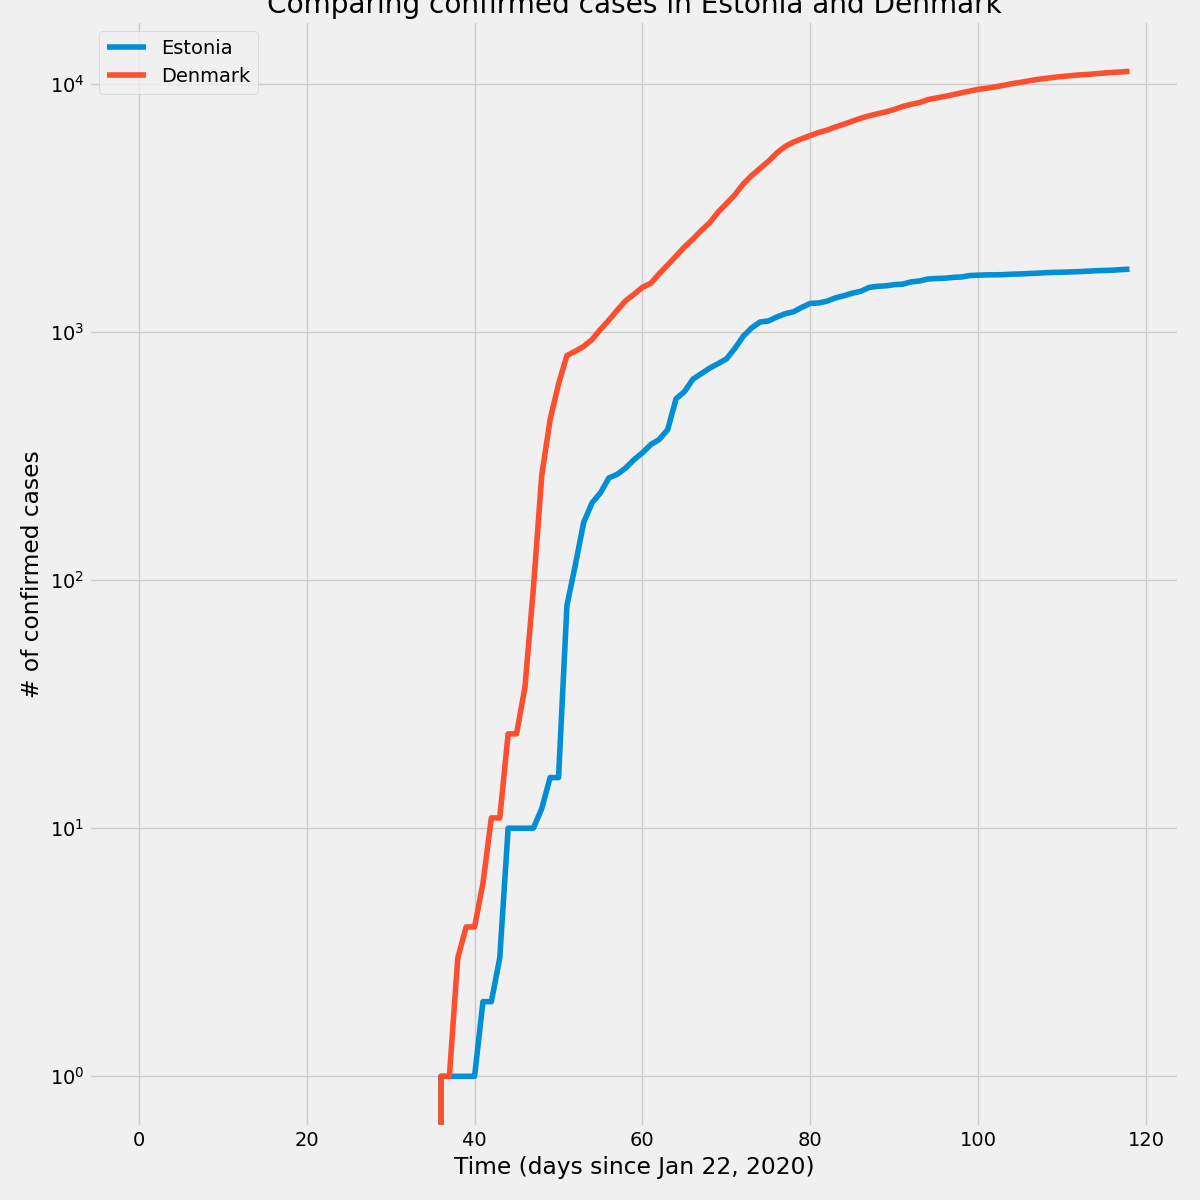 Comparing confirmed cases in Estonia and Denmark
Estonia
Denmark
10⁴
10³
10²
10¹
10⁰
# of confirmed cases
0 20 40 60 80 100 120
Time (days since Jan 22, 2020)